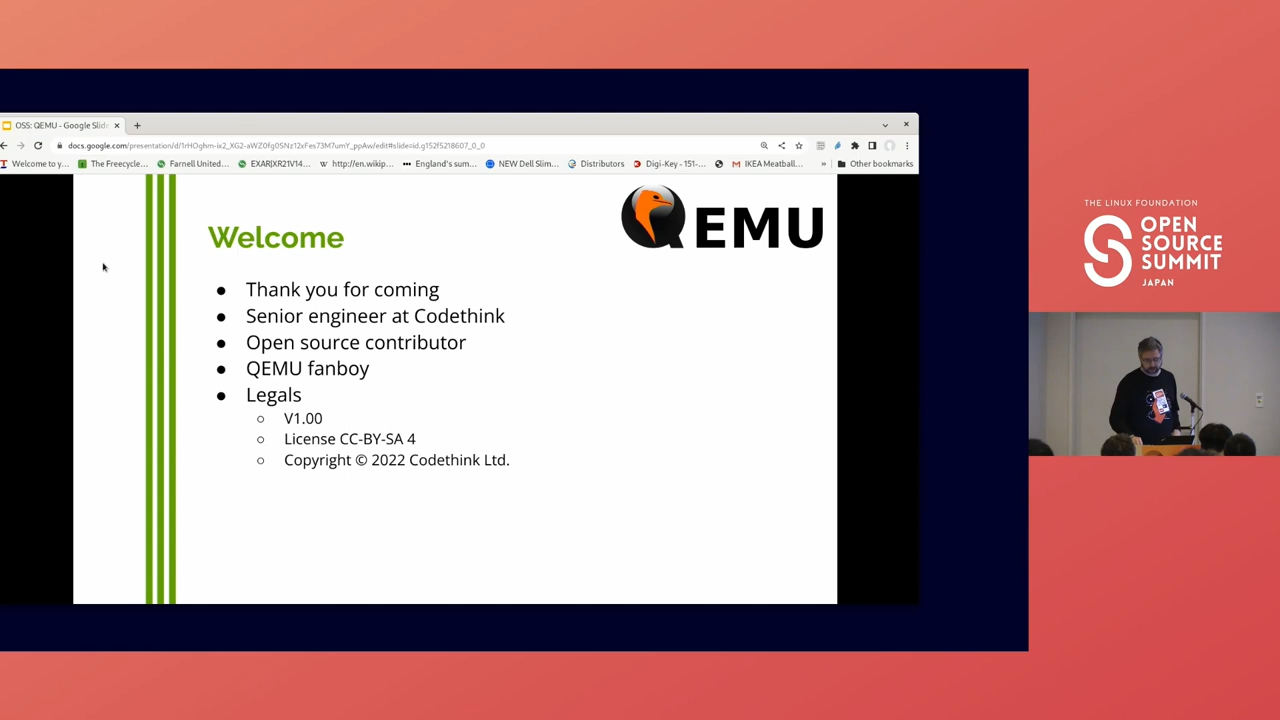 OSS: QEMU - Google Slide
docs.google.com/presentation/d/1rHOghm-ix2_XG2-aWZ0fg0SNz12xFes73M7umY_ppAw/edit#slide=id.g152f5218607_0_0
Welcome to y... The Freecycle... Farnell United... EXAR|XR21V14... http://en.wikip... England's sum... NEW Dell Slim... Distributors Digi-Key - 151-... IKEA Meatball... » Other bookmarks
QEMU
Welcome
● Thank you for coming
● Senior engineer at Codethink
● Open source contributor
● QEMU fanboy
● Legals
○ V1.00
○ License CC-BY-SA 4
○ Copyright © 2022 Codethink Ltd.
THE LINUX FOUNDATION
OPEN
SOURCE
SUMMIT
JAPAN